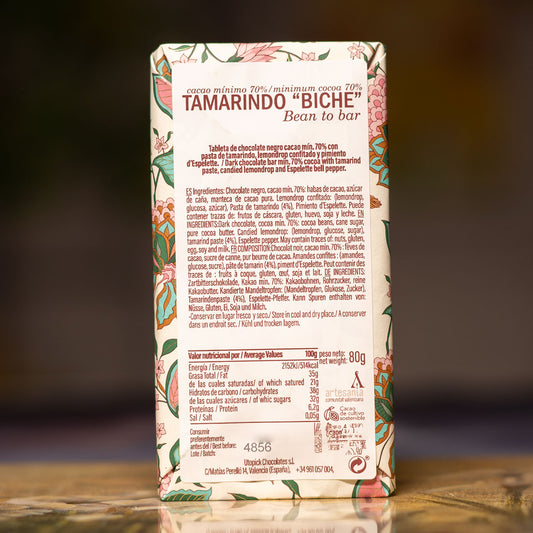 cacao mínimo 70% / minimum cocoa 70%
TAMARINDO "BICHE"
Bean to bar
Tableta de chocolate negro cacao mín. 70% con
pasta de tamarindo, lemondrop confitado y pimiento
d'Espelette. / Dark chocolate bar mín. 70% cocoa with tamarind
paste, candied lemondrop and Espelette bell pepper.
ES Ingredientes: Chocolate negro, cacao mín. 70%: habas de cacao, azúcar
de caña, manteca de cacao pura. Lemondrop confitado: (lemondrop,
glucosa, azúcar), Pasta de tamarindo (4%), Pimiento d'Espelette. Puede
contener trazas de: frutos de cáscara, gluten, huevo, soja y leche. EN
INGREDIENTS:Dark chocolate, cocoa mín. 70%: cocoa beans, cane sugar,
pure cocoa butter. Candied lemondrop: (lemondrop, glucose, sugar),
tamarind paste (4%), Espelette pepper. May contain traces of: nuts, gluten,
egg, soy and milk. FR COMPOSITION:Chocolat noir, cacao mín. 70% : fèves de
cacao, sucre de canne, pur beurre de cacao. Amandes confites : (amandes,
glucose, sucre), pâte de tamarin (4%), piment d'Espelette. Peut contenir des
traces de : fruits à coque, gluten, œuf, soja et lait. DE INGREDIENTS:
Zartbitterschokolade, Kakao mín. 70%: Kakaobohnen, Rohrzucker, reine
Kakaobutter. Kandierte Mandeltropfen: (Mandeltropfen, Glukose, Zucker),
Tamarindenpaste (4%), Espelette-Pfeffer. Kann Spuren enthalten von:
Nüsse, Gluten, Ei, Soja und Milch.
-Conservar en lugar fresco y seco./ Store in cool and dry place./ A conserver
dans un endroit sec. / Kühl und trocken lagern.
Valor nutricional por / Average Values 100g
Energía / Energy 2152kJ/514kcal
Grasa Total / Fat 35g
de las cuales saturadas/ of which satured 21g
Hidratos de carbono / carbohydrates 38g
de las cuales azúcares / of which sugars 32g
Proteínas / Protein 6,2g
Sal / Salt 0,05g
peso neto:
net weight: 80g
artesanía
comunitat valenciana
Cacao
de cultivo
sostenible
Consumir
preferentemente
antes del / Best before:
Lote / Batch:
4856
Utopick Chocolates s.l.
C/Matías Perelló 14, Valencia (España), +34 961 057 004,